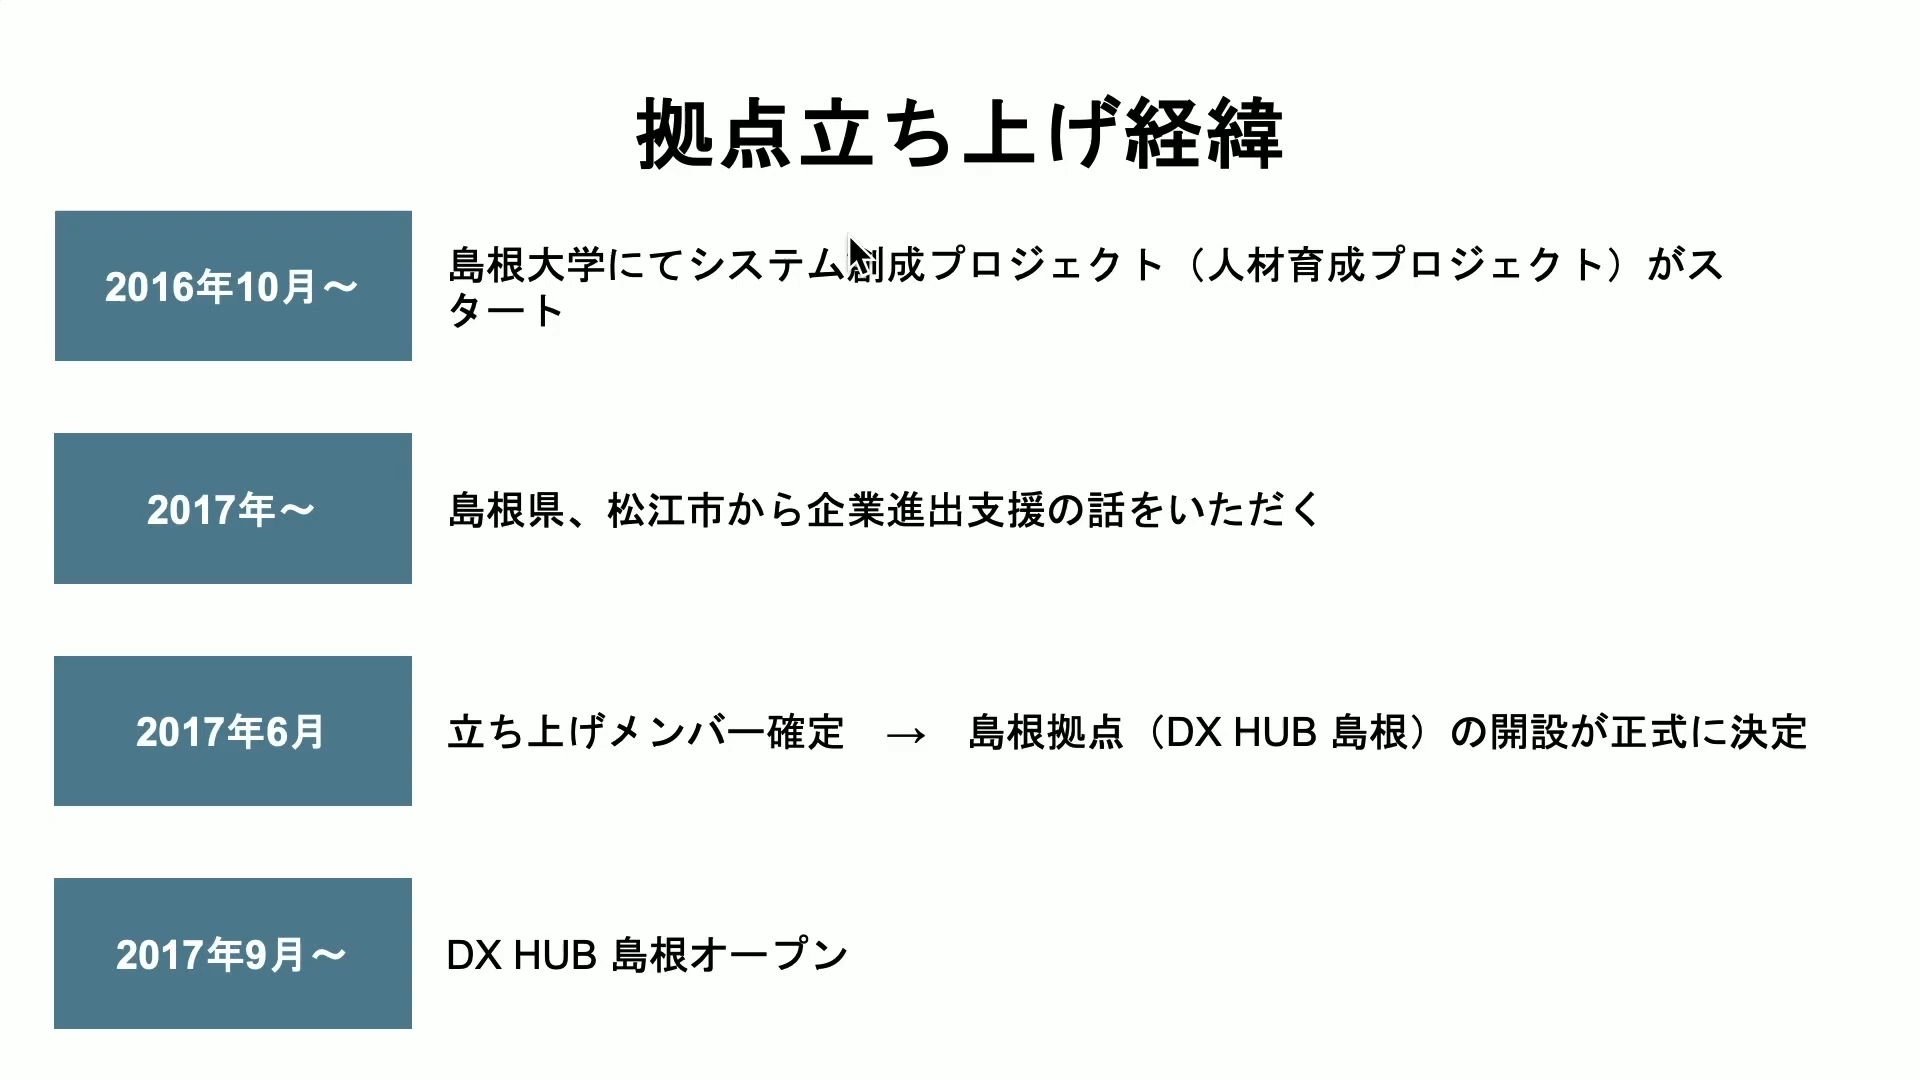 拠点立ち上げ経緯
2016年10月〜
島根大学にてシステム創成プロジェクト（人材育成プロジェクト）がス
タート
2017年〜
島根県、松江市から企業進出支援の話をいただく
2017年6月
立ち上げメンバー確定　→　島根拠点（DX HUB 島根）の開設が正式に決定
2017年9月〜
DX HUB 島根オープン